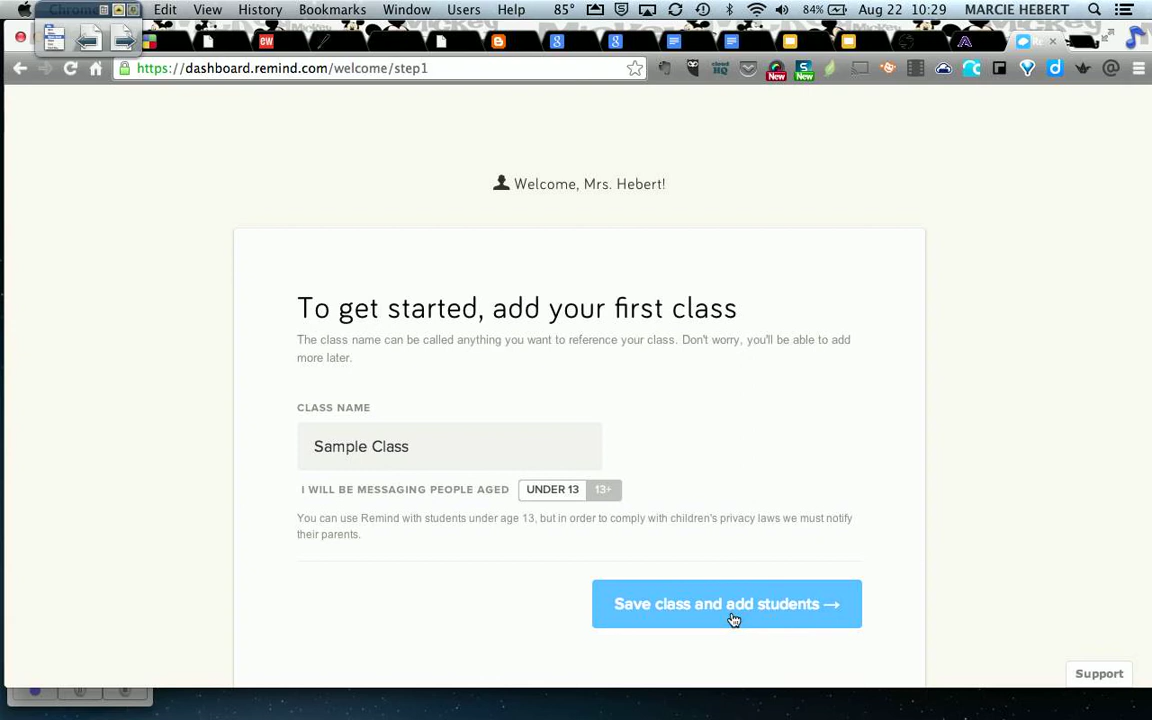 Chrome Edit View History Bookmarks Window Users Help 85° 84% Aug 22 10:29 MARCIE HEBERT
https://dashboard.remind.com/welcome/step1
New New
Welcome, Mrs. Hebert!
To get started, add your first class
The class name can be called anything you want to reference your class. Don't worry, you'll be able to add
more later.
CLASS NAME
Sample Class
I WILL BE MESSAGING PEOPLE AGED UNDER 13 13+
You can use Remind with students under age 13, but in order to comply with children's privacy laws we must notify
their parents.
Save class and add students →
Support